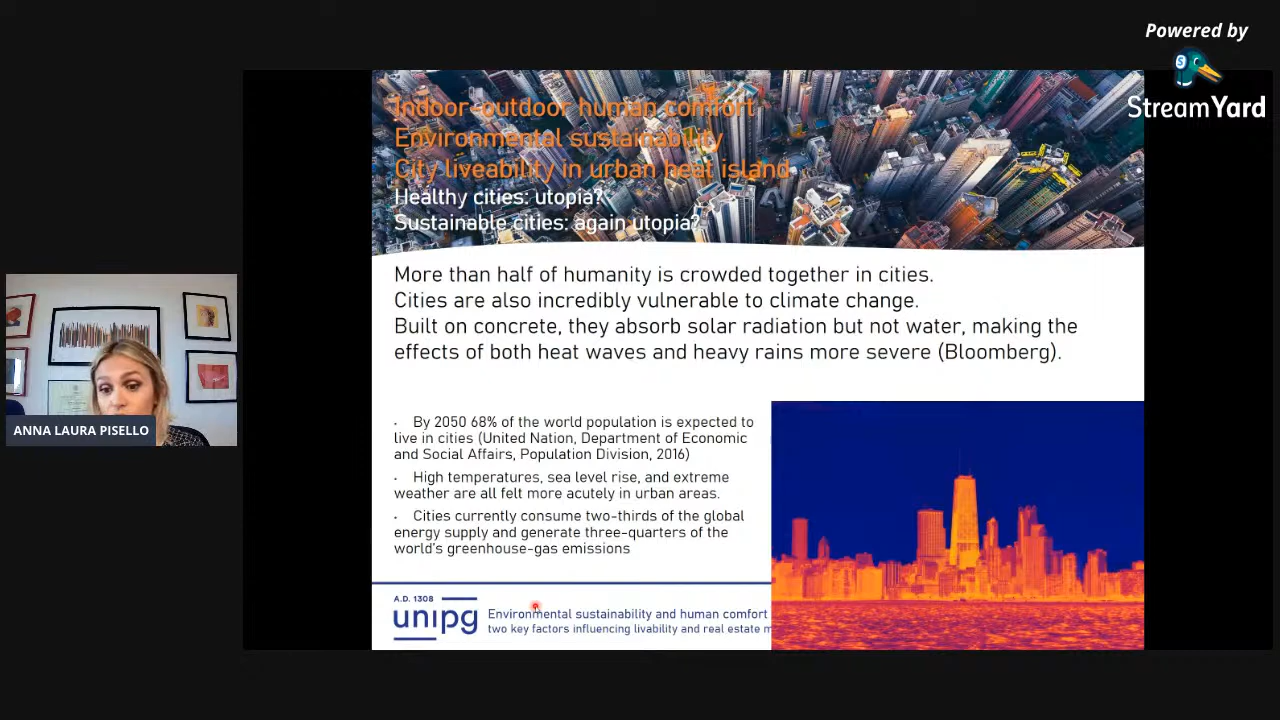 Powered by
StreamYard
Indoor-outdoor human comfort
Environmental sustainability
City liveability in urban heat island
Healthy cities: utopia?
Sustainable cities: again utopia?
More than half of humanity is crowded together in cities.
Cities are also incredibly vulnerable to climate change.
Built on concrete, they absorb solar radiation but not water, making the
effects of both heat waves and heavy rains more severe (Bloomberg).
· By 2050 68% of the world population is expected to
live in cities (United Nation, Department of Economic
and Social Affairs, Population Division, 2016)
· High temperatures, sea level rise, and extreme
weather are all felt more acutely in urban areas.
· Cities currently consume two-thirds of the global
energy supply and generate three-quarters of the
world's greenhouse-gas emissions
ANNA LAURA PISELLO
A.D. 1308
unipg
Environmental sustainability and human comfort
two key factors influencing livability and real estate